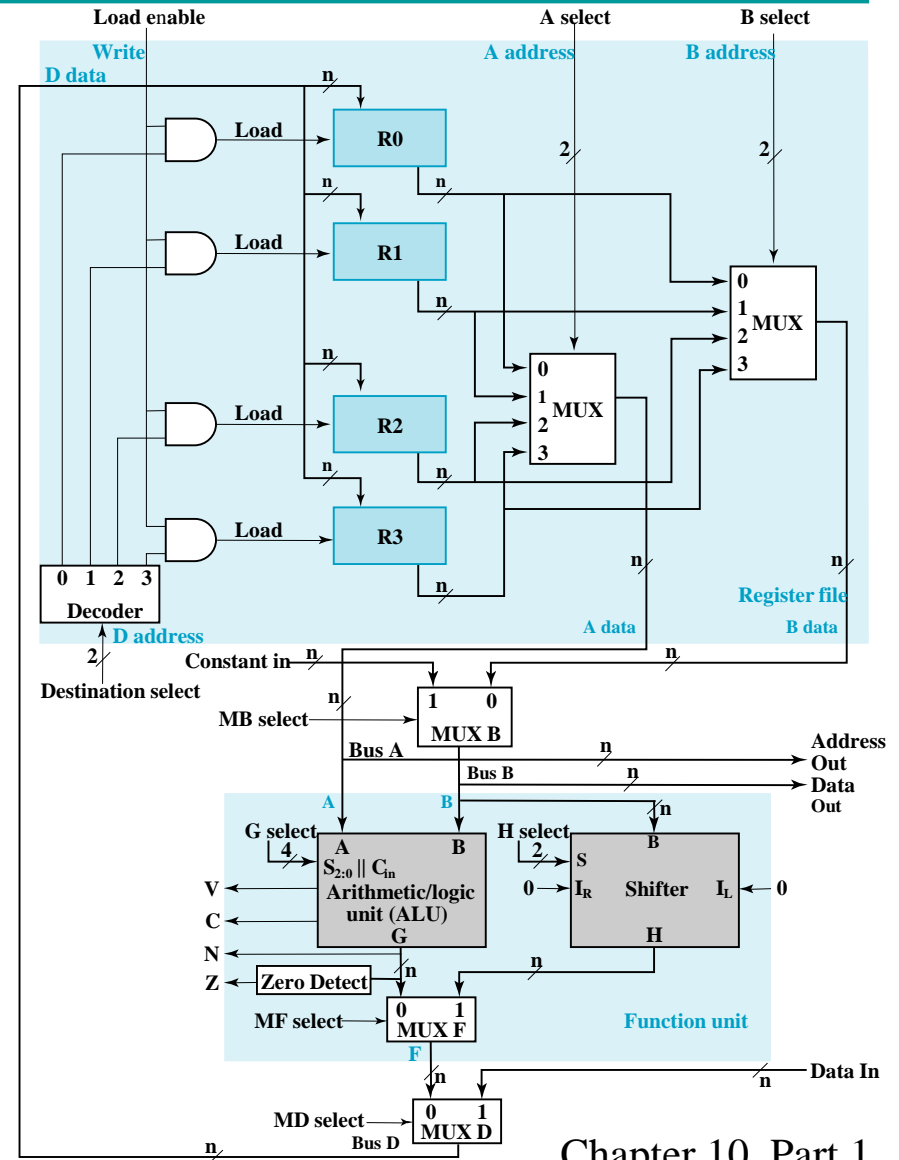 Load enable
A select
B select
Write
A address
B address
D data
n
Load
R0
2
2
n
n
Load
R1
n
0
1
MUX
2
3
n
0
1
MUX
2
3
Load
R2
n
n
Load
R3
n
n
n
0 1 2 3
Decoder
Register file
D address
A data
B data
2
Constant in
n
n
Destination select
n
1 0
MB select
MUX B
Address
Out
Bus A
n
Bus B
n
Data
Out
A
B
n
G select
4
H select
2
A
B
B
S2:0 || Cin
S
Arithmetic/logic
unit (ALU)
V
0
IR
Shifter
IL
0
C
G
H
N
n
n
Z
Zero Detect
0 1
MF select
MUX F
Function unit
F
n
n
Data In
0 1
MD select
MUX D
Bus D
n
Chapter 10 Part 1